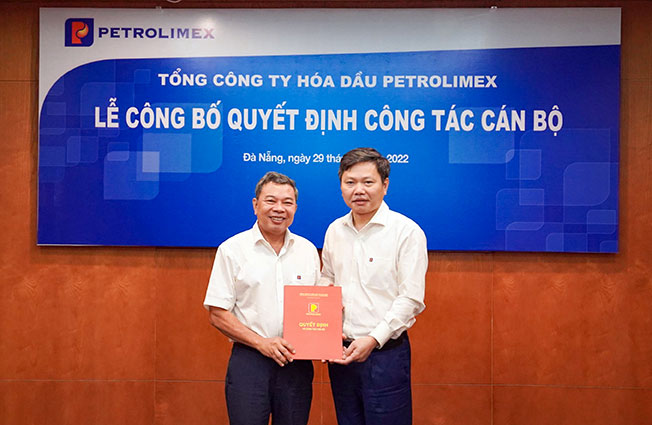 PETROLIMEX
TỔNG CÔNG TY HÓA DẦU PETROLIMEX
LỄ CÔNG BỐ QUYẾT ĐỊNH CÔNG TÁC CÁN BỘ
Đà Nẵng, ngày 29 2022
QUYẾT ĐỊNH